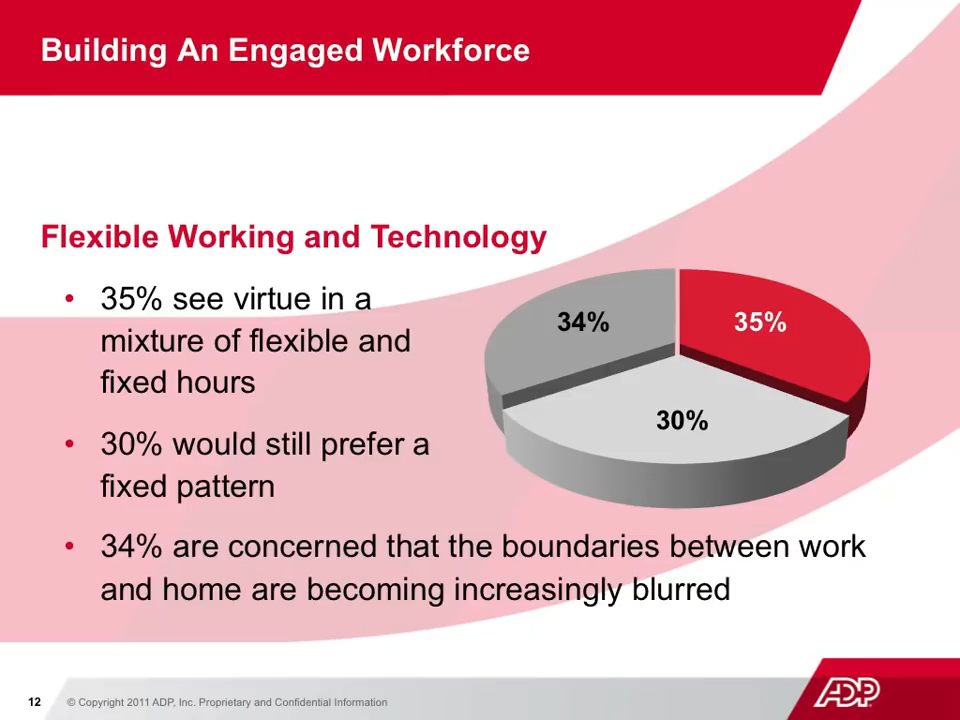 Building An Engaged Workforce
Flexible Working and Technology
• 35% see virtue in a
mixture of flexible and
fixed hours
• 30% would still prefer a
fixed pattern
• 34% are concerned that the boundaries between work
and home are becoming increasingly blurred
34%
35%
30%
12 © Copyright 2011 ADP, Inc. Proprietary and Confidential Information
ADP